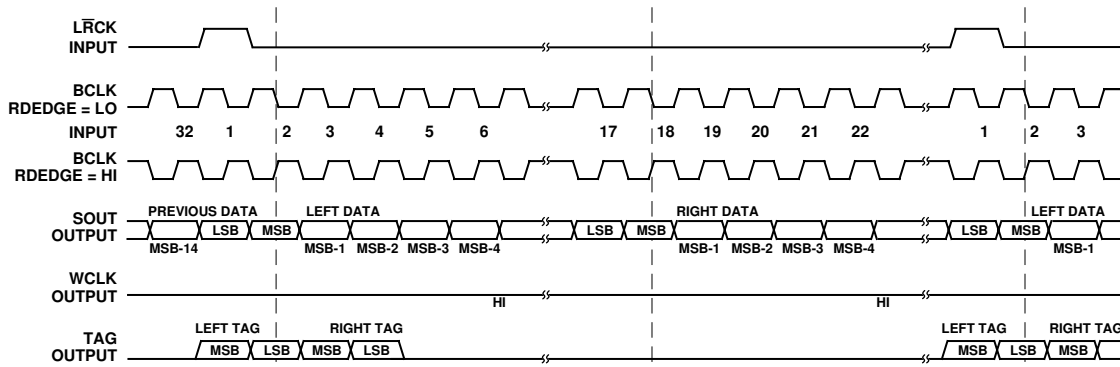 LRCK
INPUT
BCLK
RDEDGE = LO
INPUT
32 1 2 3 4 5 6 17 18 19 20 21 22 1 2 3
BCLK
RDEDGE = HI
SOUT
OUTPUT
PREVIOUS DATA LEFT DATA RIGHT DATA LEFT DATA
LSB MSB LSB MSB LSB MSB
MSB-14 MSB-1 MSB-2 MSB-3 MSB-4 MSB-1 MSB-2 MSB-3 MSB-4 MSB-1
WCLK
OUTPUT
HI HI
TAG
OUTPUT
LEFT TAG RIGHT TAG LEFT TAG RIGHT TAG
MSB LSB MSB LSB MSB LSB MSB